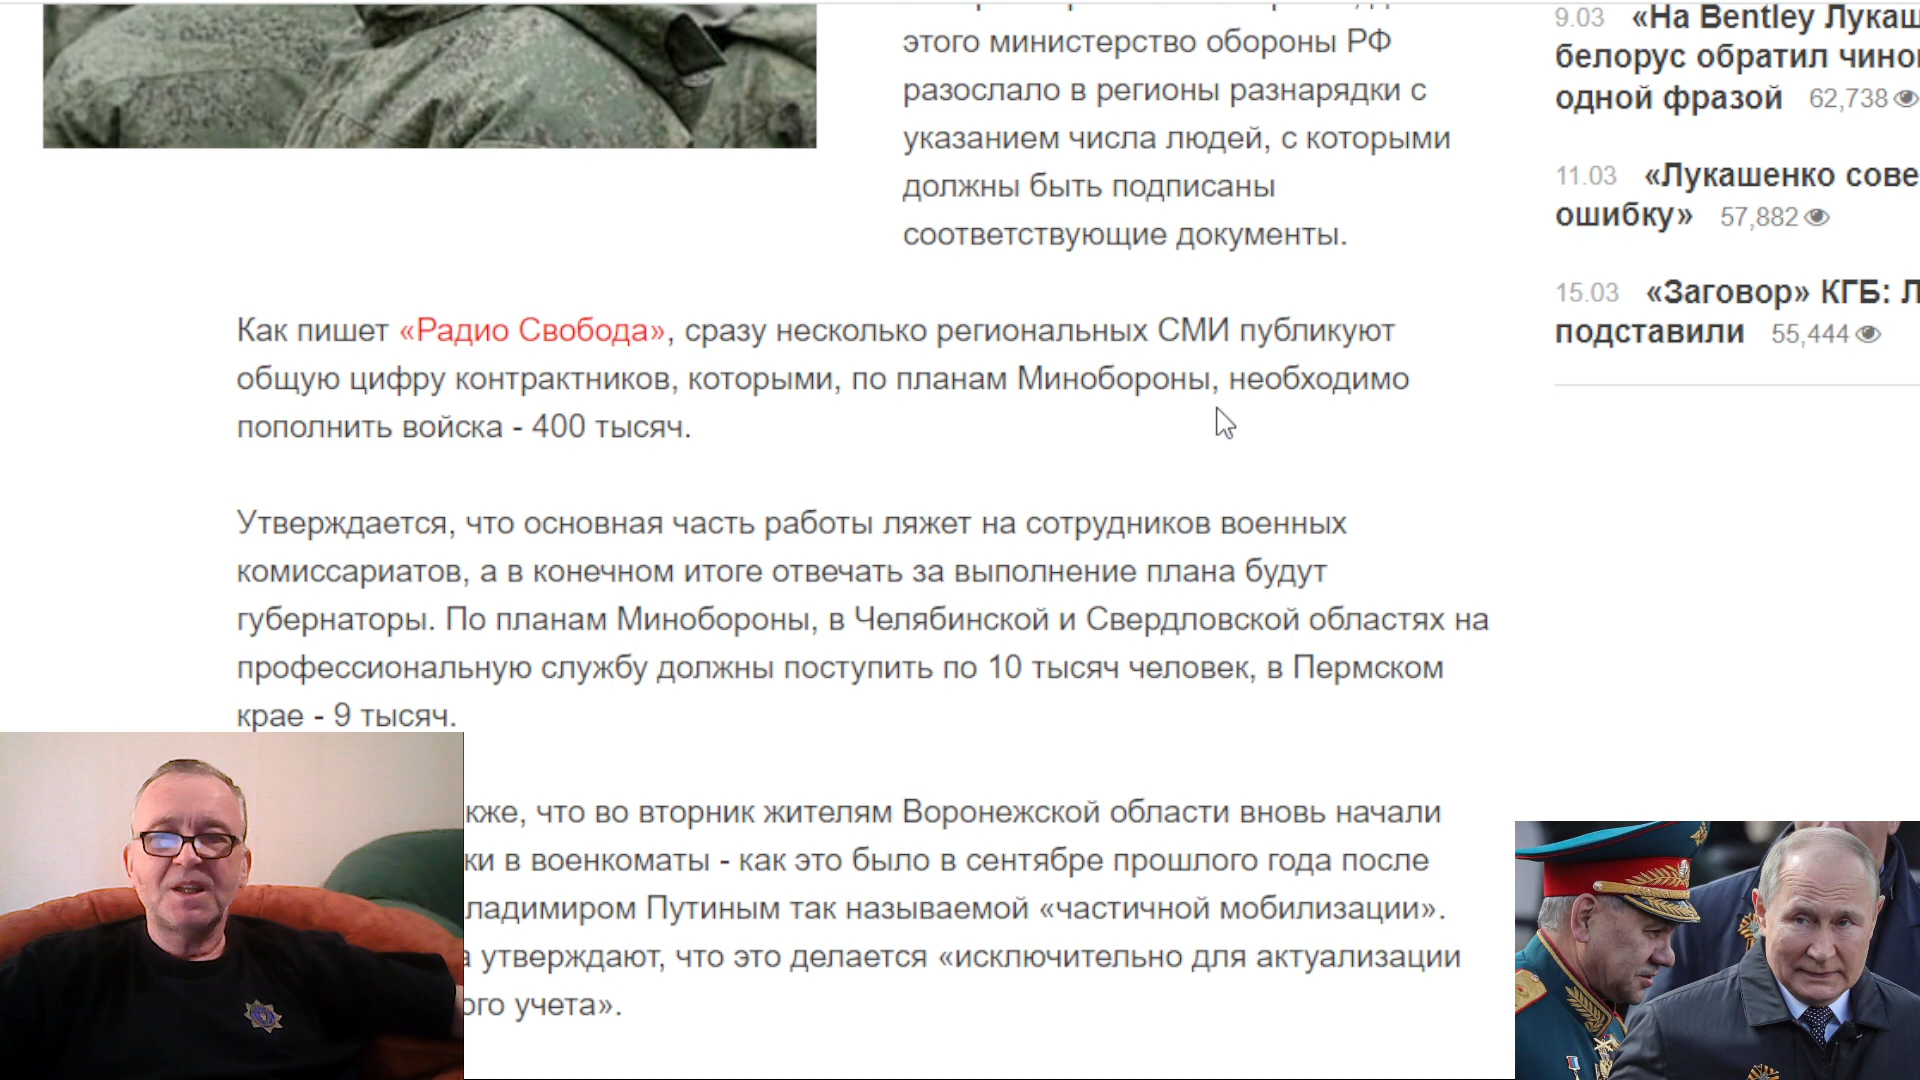 этого министерство обороны РФ
разослало в регионы разнарядки с
указанием числа людей, с которыми
должны быть подписаны
соответствующие документы.
Как пишет «Радио Свобода», сразу несколько региональных СМИ публикуют
общую цифру контрактников, которыми, по планам Минобороны, необходимо
пополнить войска - 400 тысяч.
Утверждается, что основная часть работы ляжет на сотрудников военных
комиссариатов, а в конечном итоге отвечать за выполнение плана будут
губернаторы. По планам Минобороны, в Челябинской и Свердловской областях на
профессиональную службу должны поступить по 10 тысяч человек, в Пермском
крае - 9 тысяч.
кже, что во вторник жителям Воронежской области вновь начали
ки в военкоматы - как это было в сентябре прошлого года после
ладимиром Путиным так называемой «частичной мобилизации».
а утверждают, что это делается «исключительно для актуализации
ого учета».
9.03 «На Bentley Лукаш
белорус обратил чино
одной фразой 62,738
11.03 «Лукашенко сове
ошибку» 57,882
15.03 «Заговор» КГБ: Л
подставили 55,444